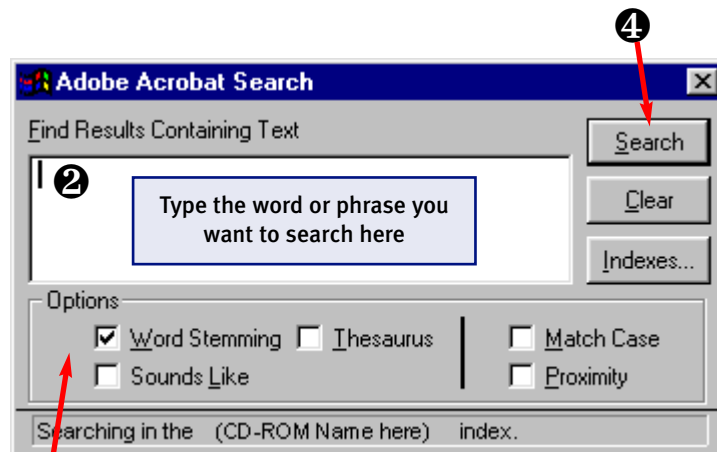 ❹
Adobe Acrobat Search
Find Results Containing Text
Search
❷
Type the word or phrase you
want to search here
Clear
Indexes...
Options
Word Stemming Thesaurus Match Case
Sounds Like Proximity
Searching in the (CD-ROM Name here) index.